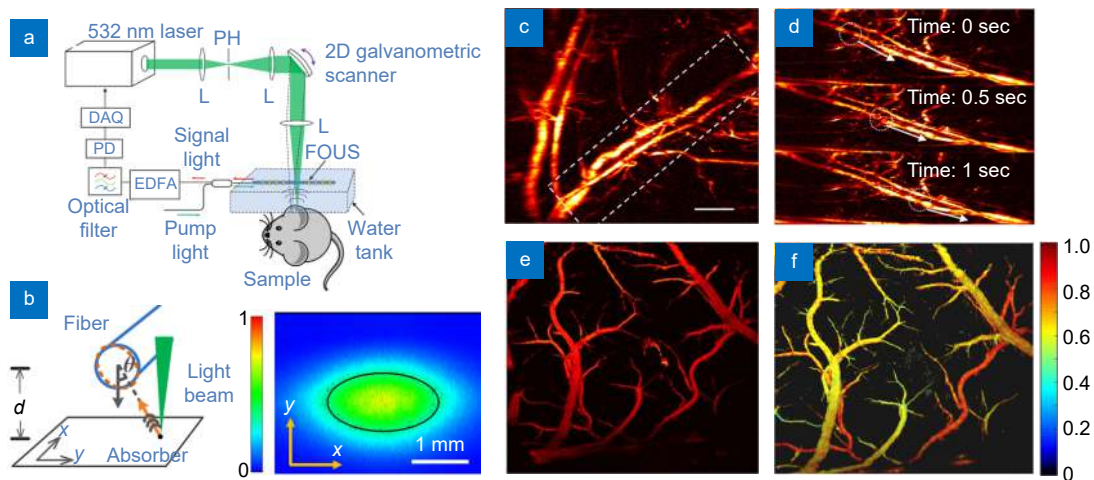 a
532 nm laser
PH
2D galvanometric
scanner
L
L
L
DAQ
PD
Signal
light
FOUS
EDFA
Optical
filter
Pump
light
Sample
Water
tank
b
Fiber
θ
d
Light
beam
x
y
Absorber
1
0
y
x
1 mm
c
d
Time: 0 sec
Time: 0.5 sec
Time: 1 sec
e
f
1.0
0.8
0.6
0.4
0.2
0